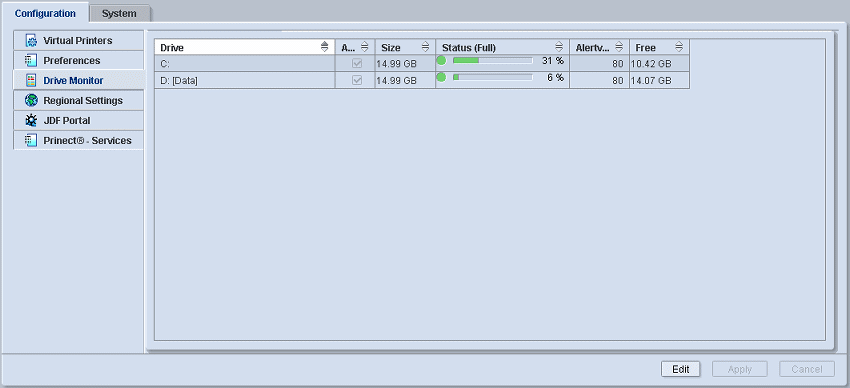 Configuration System
Virtual Printers
Preferences
Drive Monitor
Regional Settings
JDF Portal
Prinect® - Services
Drive A... Size Status (Full) Alertv... Free
C: 14.99 GB 31 % 80 10.42 GB
D: [Data] 14.99 GB 6 % 80 14.07 GB
Edit Apply Cancel